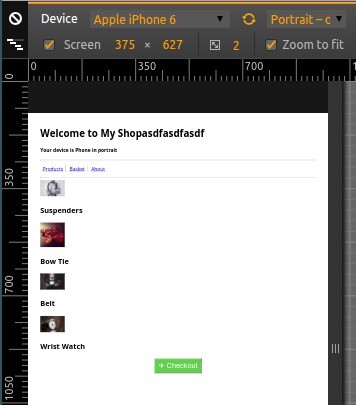 Device Apple iPhone 6 Portrait – c
Screen 375 × 627 2 Zoom to fit
0 350 700
0
350
700
1050
Welcome to My Shopasdfasdfasdf
Your device is Phone in portrait
Products Basket About
Suspenders
Bow Tie
Belt
Wrist Watch
Checkout